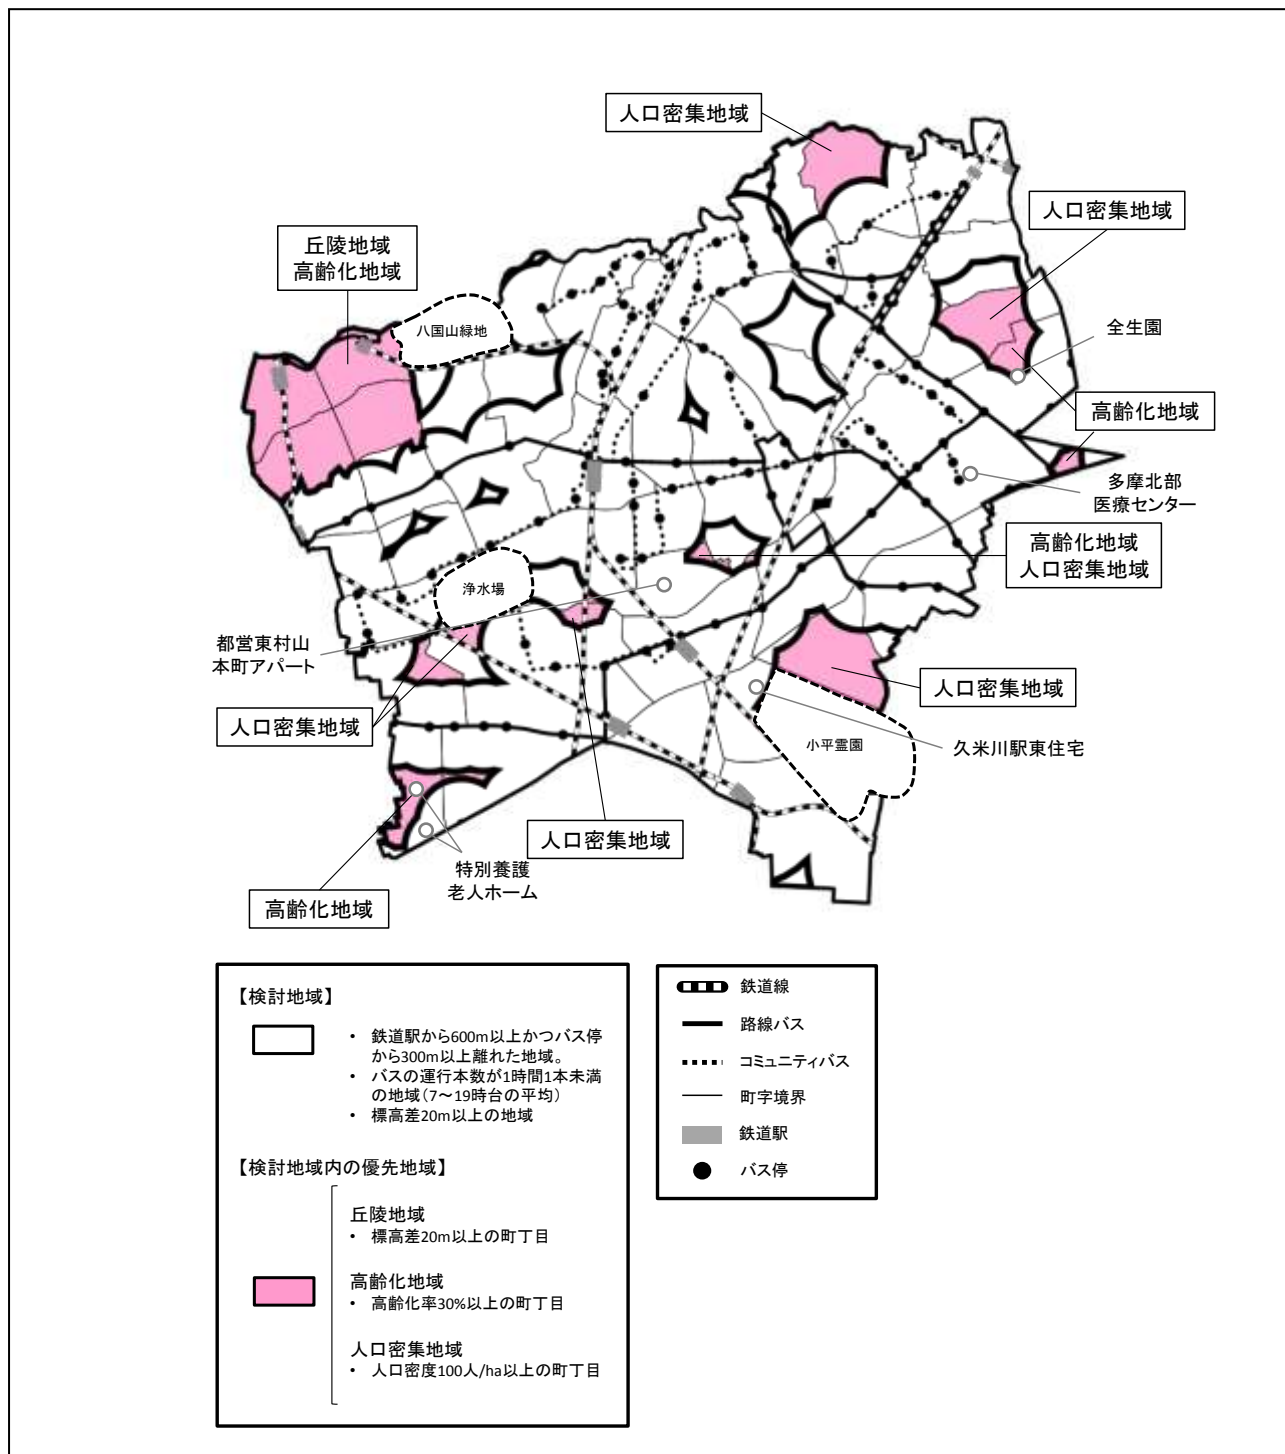 人口密集地域
人口密集地域
丘陵地域
高齢化地域
八国山緑地
全生園
高齢化地域
多摩北部
医療センター
高齢化地域
人口密集地域
浄水場
都営東村山
本町アパート
人口密集地域
人口密集地域
小平霊園
久米川駅東住宅
人口密集地域
特別養護
老人ホーム
高齢化地域
【検討地域】
• 鉄道駅から600m以上かつバス停
から300m以上離れた地域。
• バスの運行本数が1時間1本未満
の地域（7～19時台の平均）
• 標高差20m以上の地域
【検討地域内の優先地域】
丘陵地域
• 標高差20m以上の町丁目
高齢化地域
• 高齢化率30%以上の町丁目
人口密集地域
• 人口密度100人/ha以上の町丁目
鉄道線
路線バス
コミュニティバス
町字境界
鉄道駅
バス停